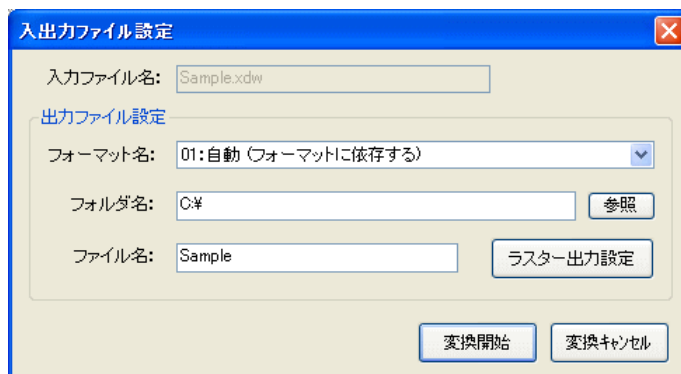 入出力ファイル設定
入力ファイル名: Sample.xdw
出力ファイル設定
フォーマット名: 01:自動 (フォーマットに依存する)
フォルダ名: C:¥ 参照
ファイル名: Sample ラスター出力設定
変換開始 変換キャンセル